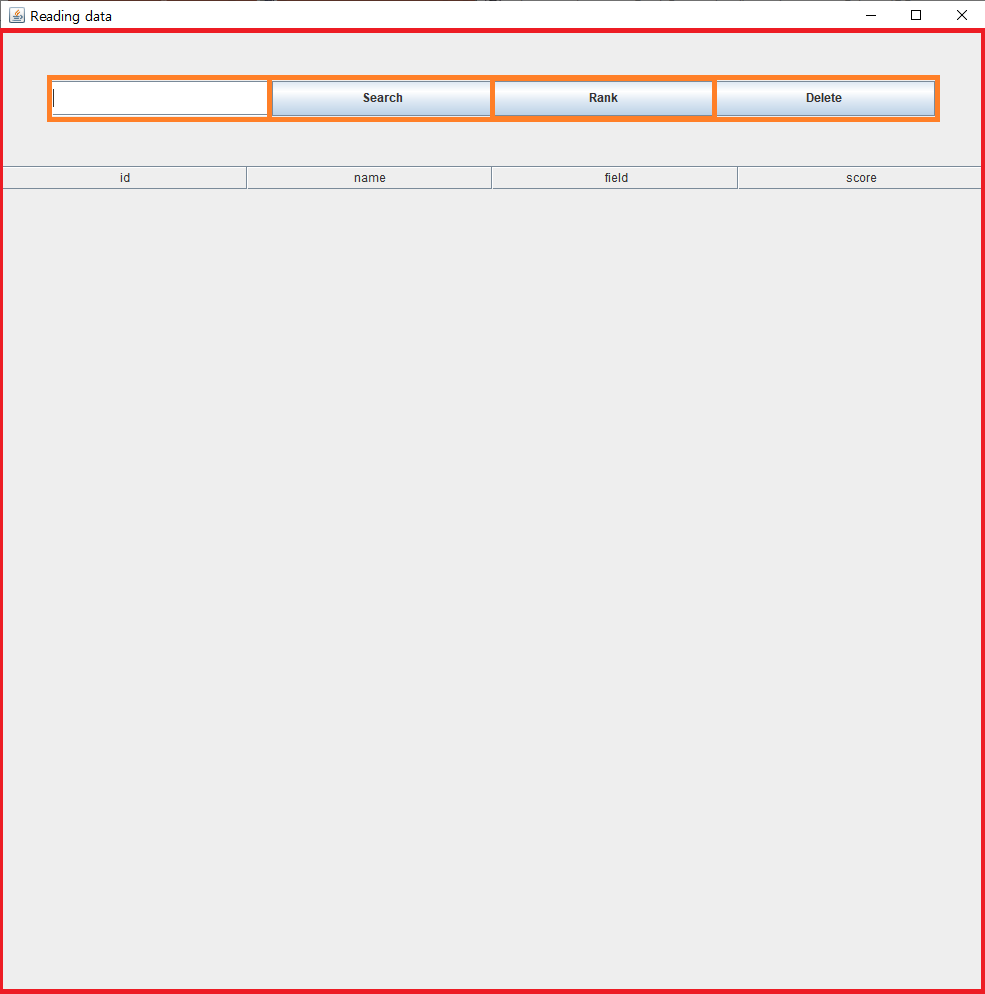 Reading data
Search Rank Delete
id name field score